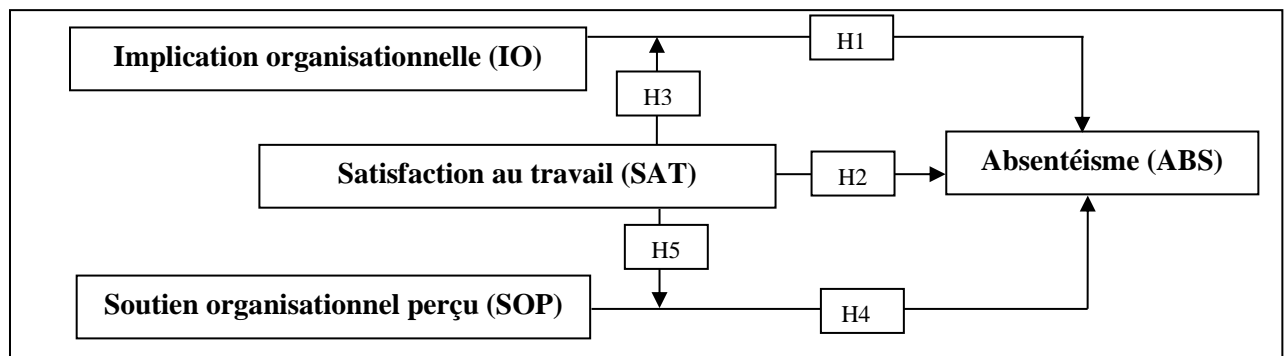 Implication organisationnelle (IO)
H1
H3
Satisfaction au travail (SAT)
H2
Absentéisme (ABS)
H5
Soutien organisationnel perçu (SOP)
H4